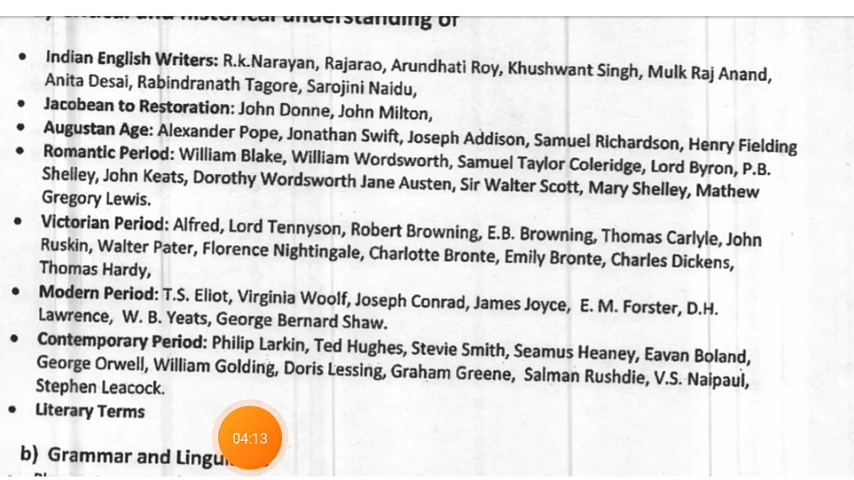 and historical understanding of
• Indian English Writers: R.k.Narayan, Rajarao, Arundhati Roy, Khushwant Singh, Mulk Raj Anand,
Anita Desai, Rabindranath Tagore, Sarojini Naidu,
• Jacobean to Restoration: John Donne, John Milton,
• Augustan Age: Alexander Pope, Jonathan Swift, Joseph Addison, Samuel Richardson, Henry Fielding
• Romantic Period: William Blake, William Wordsworth, Samuel Taylor Coleridge, Lord Byron, P.B.
Shelley, John Keats, Dorothy Wordsworth Jane Austen, Sir Walter Scott, Mary Shelley, Mathew
Gregory Lewis.
• Victorian Period: Alfred, Lord Tennyson, Robert Browning, E.B. Browning, Thomas Carlyle, John
Ruskin, Walter Pater, Florence Nightingale, Charlotte Bronte, Emily Bronte, Charles Dickens,
Thomas Hardy,
• Modern Period: T.S. Eliot, Virginia Woolf, Joseph Conrad, James Joyce, E. M. Forster, D.H.
Lawrence, W. B. Yeats, George Bernard Shaw.
• Contemporary Period: Philip Larkin, Ted Hughes, Stevie Smith, Seamus Heaney, Eavan Boland,
George Orwell, William Golding, Doris Lessing, Graham Greene, Salman Rushdie, V.S. Naipaul,
Stephen Leacock.
• Literary Terms
04:13
b) Grammar and